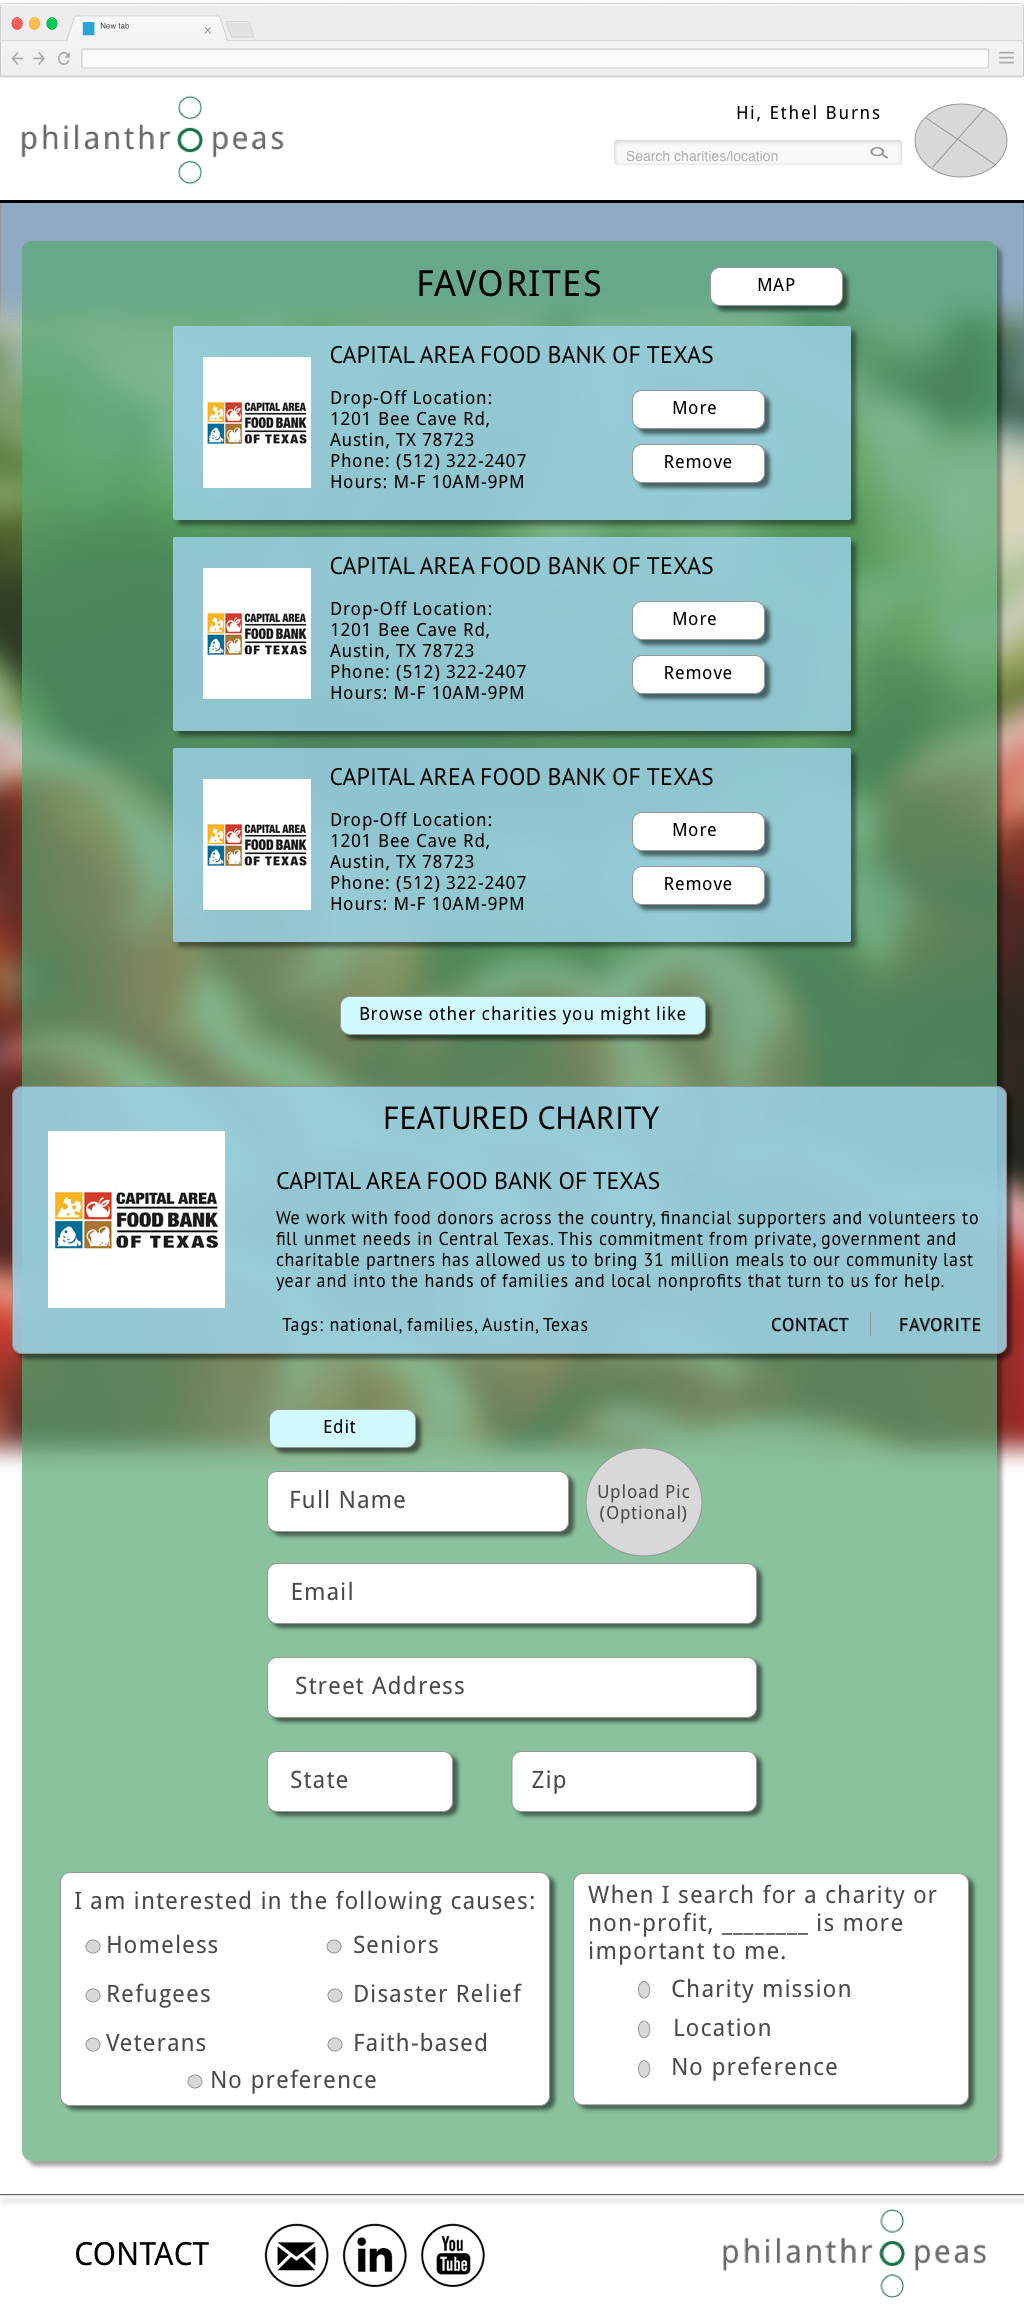 New tab
philanthropeas
Hi, Ethel Burns
Search charities/location
FAVORITES
MAP
CAPITAL AREA FOOD BANK OF TEXAS
CAPITAL AREA
FOOD BANK
OF TEXAS
Drop-Off Location:
1201 Bee Cave Rd,
Austin, TX 78723
Phone: (512) 322-2407
Hours: M-F 10AM-9PM
More
Remove
CAPITAL AREA FOOD BANK OF TEXAS
CAPITAL AREA
FOOD BANK
OF TEXAS
Drop-Off Location:
1201 Bee Cave Rd,
Austin, TX 78723
Phone: (512) 322-2407
Hours: M-F 10AM-9PM
More
Remove
CAPITAL AREA FOOD BANK OF TEXAS
CAPITAL AREA
FOOD BANK
OF TEXAS
Drop-Off Location:
1201 Bee Cave Rd,
Austin, TX 78723
Phone: (512) 322-2407
Hours: M-F 10AM-9PM
More
Remove
Browse other charities you might like
FEATURED CHARITY
CAPITAL AREA
FOOD BANK
OF TEXAS
CAPITAL AREA FOOD BANK OF TEXAS
We work with food donors across the country, financial supporters and volunteers to
fill unmet needs in Central Texas. This commitment from private, government and
charitable partners has allowed us to bring 31 million meals to our community last
year and into the hands of families and local nonprofits that turn to us for help.
Tags: national, families, Austin, Texas
CONTACT
FAVORITE
Edit
Full Name
Upload Pic
(Optional)
Email
Street Address
State
Zip
I am interested in the following causes:
Homeless
Seniors
Refugees
Disaster Relief
Veterans
Faith-based
No preference
When I search for a charity or
non-profit, ________ is more
important to me.
Charity mission
Location
No preference
CONTACT
in
You
Tube
philanthropeas